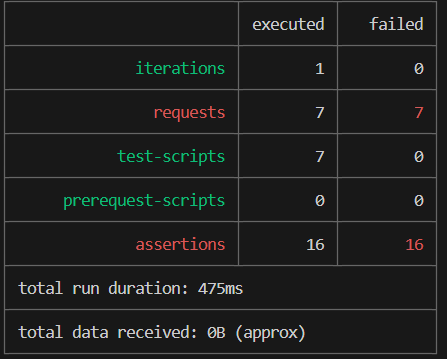 executed failed
iterations 1 0
requests 7 7
test-scripts 7 0
prerequest-scripts 0 0
assertions 16 16
total run duration: 475ms
total data received: 0B (approx)